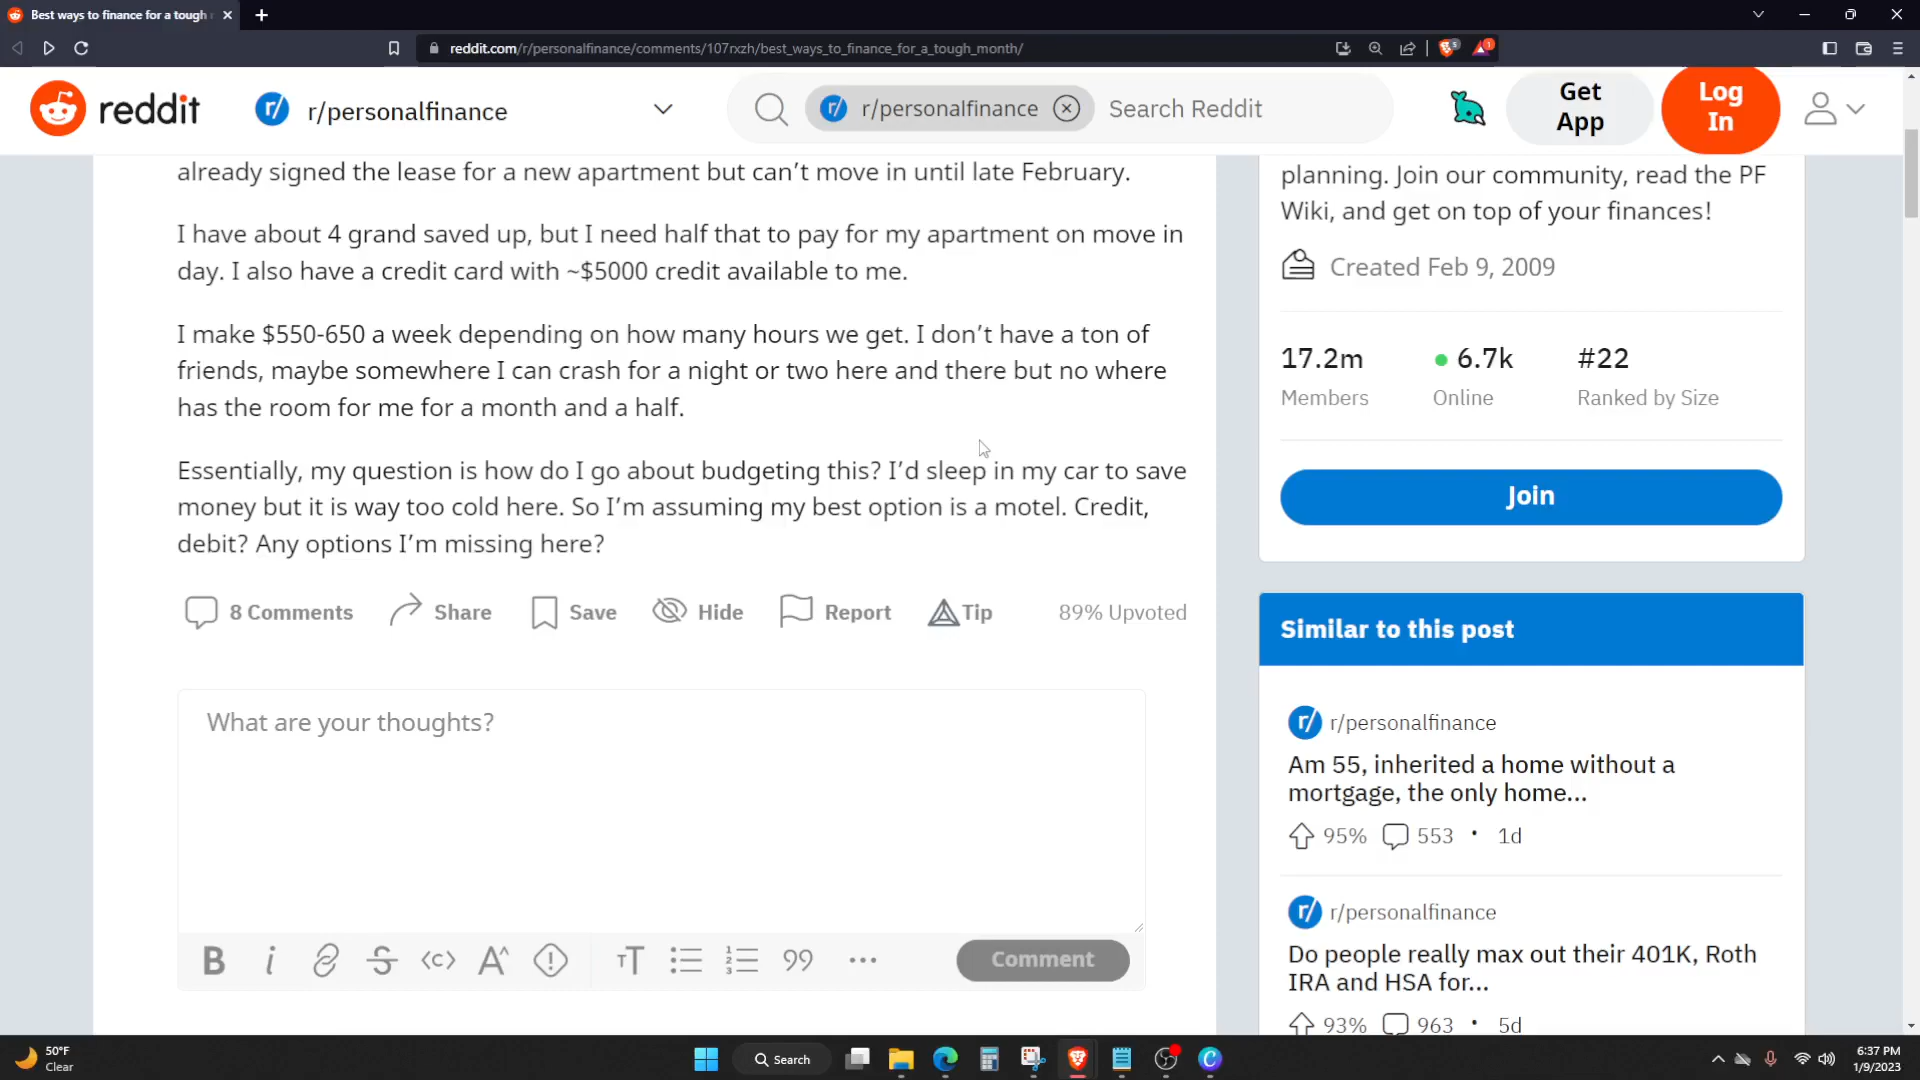 Best ways to finance for a tough
reddit.com/r/personalfinance/comments/107rxzh/best_ways_to_finance_for_a_tough_month/
reddit
r/personalfinance
r/personalfinance
Search Reddit
Get App
Log In
already signed the lease for a new apartment but can't move in until late February.
I have about 4 grand saved up, but I need half that to pay for my apartment on move in
day. I also have a credit card with ~$5000 credit available to me.
I make $550-650 a week depending on how many hours we get. I don't have a ton of
friends, maybe somewhere I can crash for a night or two here and there but no where
has the room for me for a month and a half.
Essentially, my question is how do I go about budgeting this? I'd sleep in my car to save
money but it is way too cold here. So I'm assuming my best option is a motel. Credit,
debit? Any options I'm missing here?
8 Comments Share Save Hide Report Tip 89% Upvoted
What are your thoughts?
Comment
planning. Join our community, read the PF
Wiki, and get on top of your finances!
Created Feb 9, 2009
17.2m 6.7k #22
Members Online Ranked by Size
Join
Similar to this post
r/personalfinance
Am 55, inherited a home without a
mortgage, the only home...
95% 553 • 1d
r/personalfinance
Do people really max out their 401K, Roth
IRA and HSA for...
93% 963 • 5d
50°F
Clear
Search
6:37 PM
1/9/2023